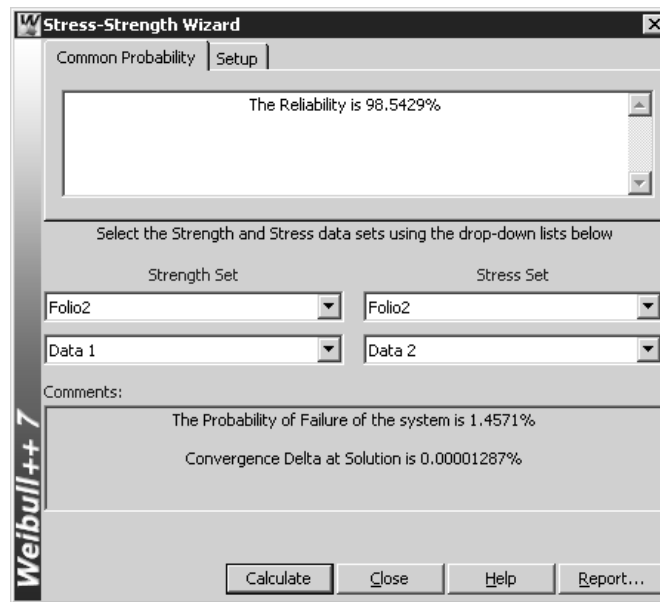 Stress-Strength Wizard
Common Probability
Setup
The Reliability is 98.5429%
Select the Strength and Stress data sets using the drop-down lists below
Strength Set
Stress Set
Folio2
Folio2
Data 1
Data 2
Comments:
The Probability of Failure of the system is 1.4571%
Convergence Delta at Solution is 0.00001287%
Weibull++ 7
Calculate
Close
Help
Report...